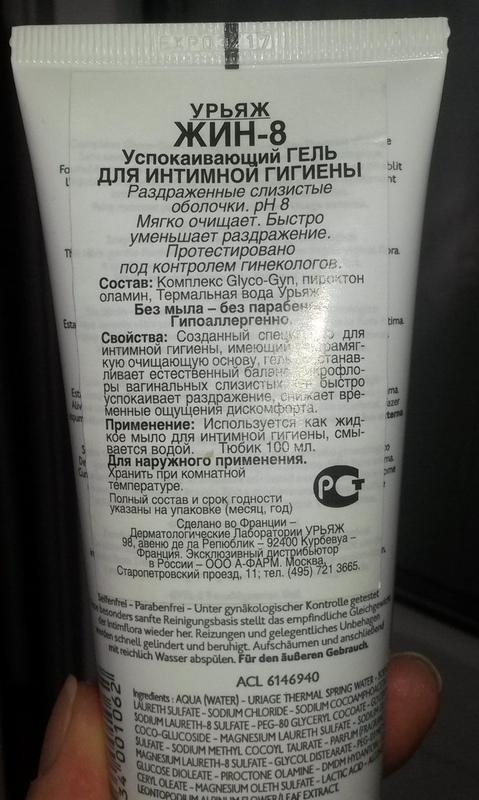 EXP03217
УРЬЯЖ
ЖИН-8
Успокаивающий ГЕЛЬ
ДЛЯ ИНТИМНОЙ ГИГИЕНЫ
Раздраженные слизистые
оболочки. pH 8
Мягко очищает. Быстро
уменьшает раздражение.
Протестировано
под контролем гинекологов.
Состав: Комплекс Glyco-Gyn, пироктон
оламин, Термальная вода Урьяж
Без мыла – без
Гипоаллергенно.
Свойства: Созданный для
интимной гигиены, имеющий
кую очищающую основу,
ливает естественный
ры вагинальных слизистых быстро
успокаивает раздражение, снижает вре-
менные ощущения дискомфорта.
Применение: Используется как жид-
кое мыло для интимной гигиены, смы-
вается водой. Тюбик 100 мл.
Для наружного применения.
Хранить при комнатной
температуре.
РСТ
Полный состав и срок годности
указаны на упаковке (месяц, год)
Сделано во Франции –
Дерматологические Лаборатории УРЬЯЖ
98, авеню де ла Репюблик – 92400 Курбевуа –
Франция. Эксклюзивный дистрибьютор
в России – ООО А-ФАРМ. Москва,
Старопетровский проезд, 11; тел. (495) 721 3665.
Seifenfrei - Parabenfrei - Unter gynäkologischer Kontrolle getestet
besonders sanfte Reinigungsbasis stellt das empfindliche Gleichgewicht
der Intimflora wieder her. Reizungen und gelegentliches Unbehagen
werden schnell gelindert und beruhigt. Aufschäumen und anschließend
mit reichlich Wasser abspülen. Für den äußeren Gebrauch.
ACL 6146940
Ingredients : AQUA (WATER) - URIAGE THERMAL SPRING WATER -
LAURETH SULFATE - SODIUM CHLORIDE - SODIUM
SODIUM LAURETH-8 SULFATE - PEG-80 GLYCERYL COCOATE -
COCO-GLUCOSIDE - MAGNESIUM LAURETH SULFATE -
SULFATE - SODIUM METHYL COCOYL TAURATE - PARFUM
MAGNESIUM LAURETH-8 SULFATE - GLYCOL DISTEARATE -
GLUCOSE DIOLEATE - PIROCTONE OLAMINE - DMDM
CERYL OLEATE - MAGNESIUM OLETH SULFATE - LACTIC ACID -
LEONTOPODIUM ALPINUM FLOWER/LEAF EXTRACT.
34 001062